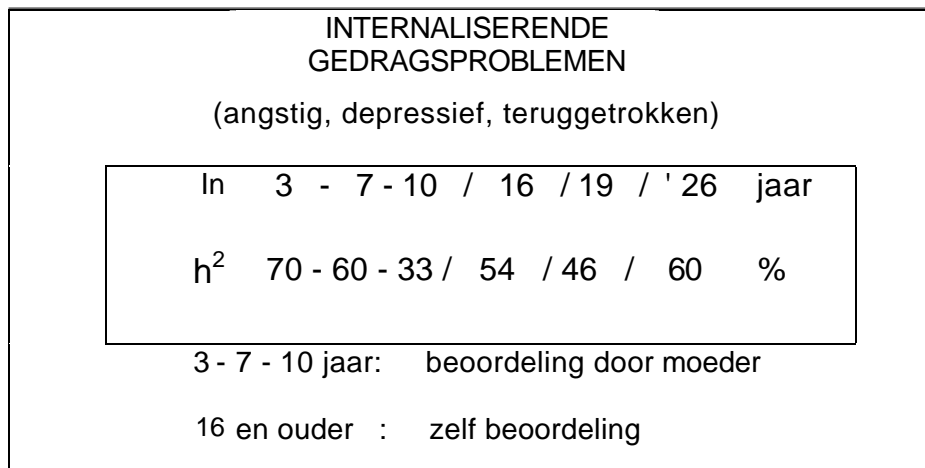 INTERNALISERENDE
GEDRAGSPROBLEMEN
(angstig, depressief, teruggetrokken)
In 3 - 7 - 10 / 16 / 19 / ' 26 jaar
h² 70 - 60 - 33 / 54 / 46 / 60 %
3 - 7 - 10 jaar: beoordeling door moeder
16 en ouder : zelf beoordeling